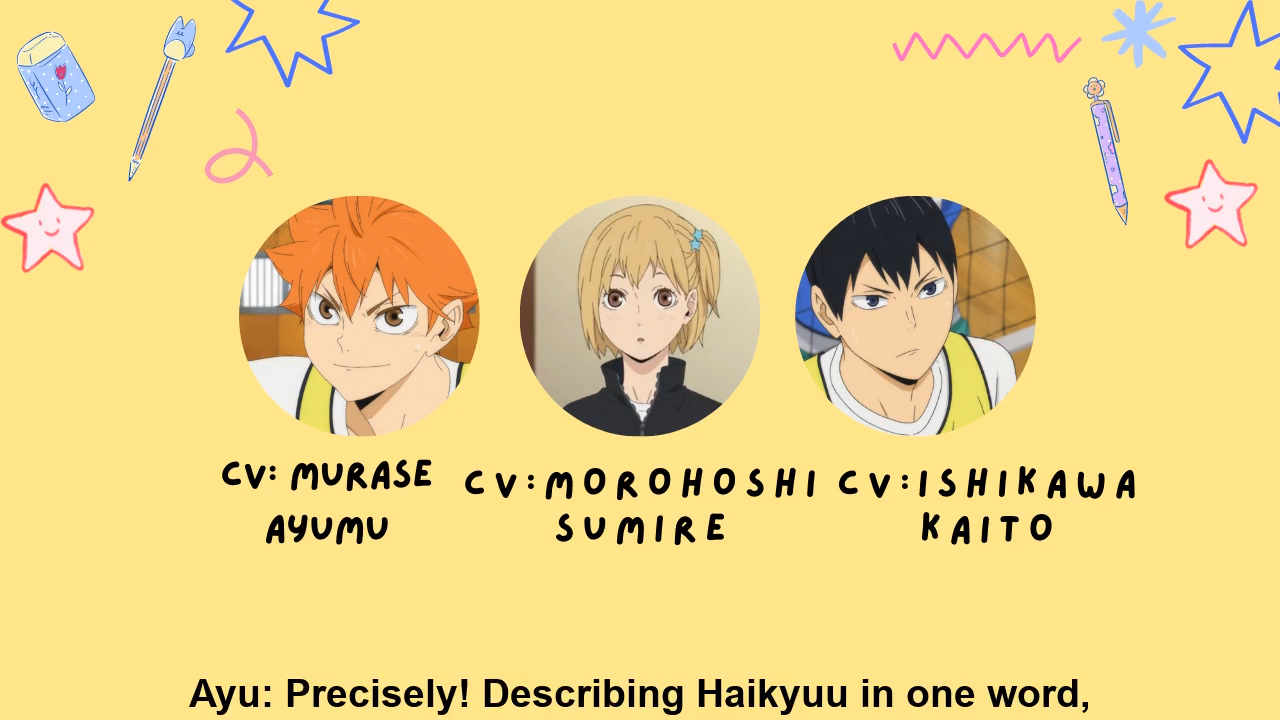 CV: MURASE
AYUMU
CV:MOROHOSHI
SUMIRE
CV:ISHIKAWA
KAITO
Ayu: Precisely! Describing Haikyuu in one word,